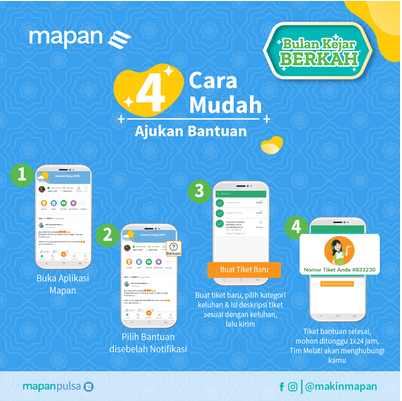 mapan
Bulan Kejar
BERKAH
4 Cara
Mudah
Ajukan Bantuan
1
Buka Aplikasi
Mapan
2
Bantuan
Pilih Bantuan
disebelah Notifikasi
3
Buat Tiket Baru
Buat tiket baru, pilih kategori
keluhan & isi deskripsi tiket
sesuai dengan keluhan,
lalu kirim
4
Nomor Tiket Anda #833230
Tiket bantuan selesai,
mohon ditunggu 1x24 jam,
Tim Melati akan menghubungi
kamu
mapanpulsa
@makinmapan